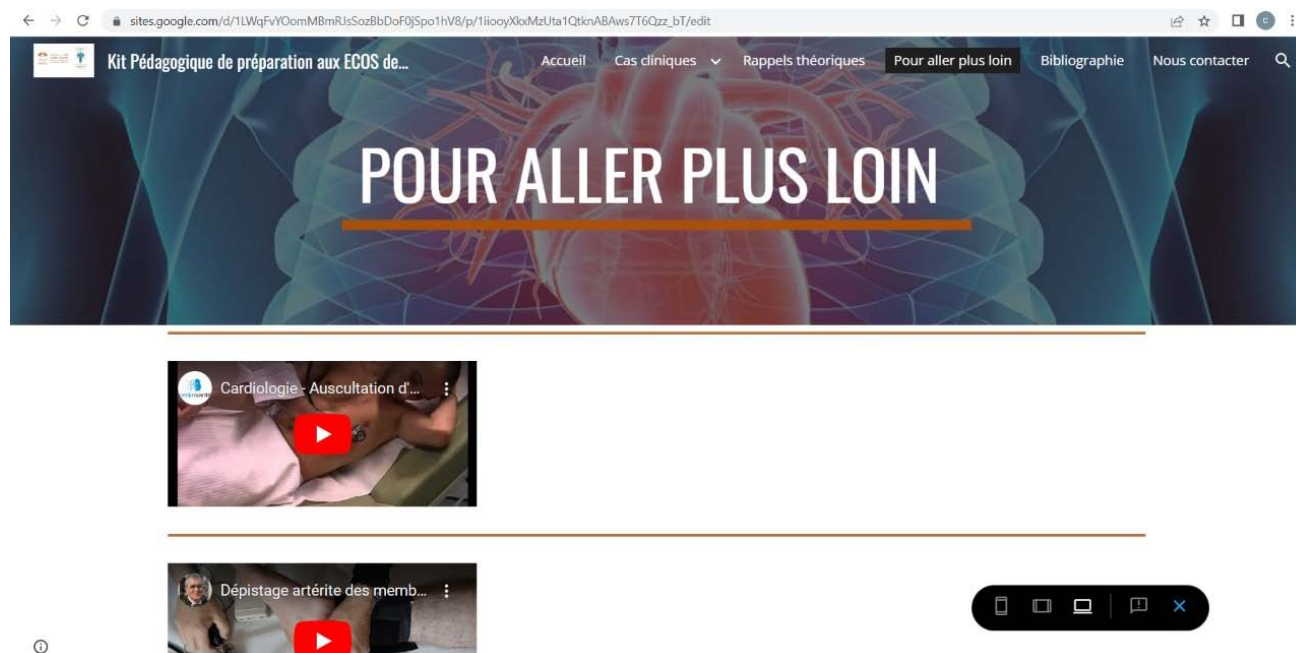 sites.google.com/d/1LWqFvYOomMBmRJsSozBbDoF0jSpo1hV8/p/1iiooyXkxMzUta1QtknABAws7T6Qzz_bT/edit
Kit Pédagogique de préparation aux ECOS de...
Accueil Cas cliniques Rappels théoriques Pour aller plus loin Bibliographie Nous contacter
POUR ALLER PLUS LOIN
Cardiologie - Auscultation d'...
Dépistage artérite des memb...